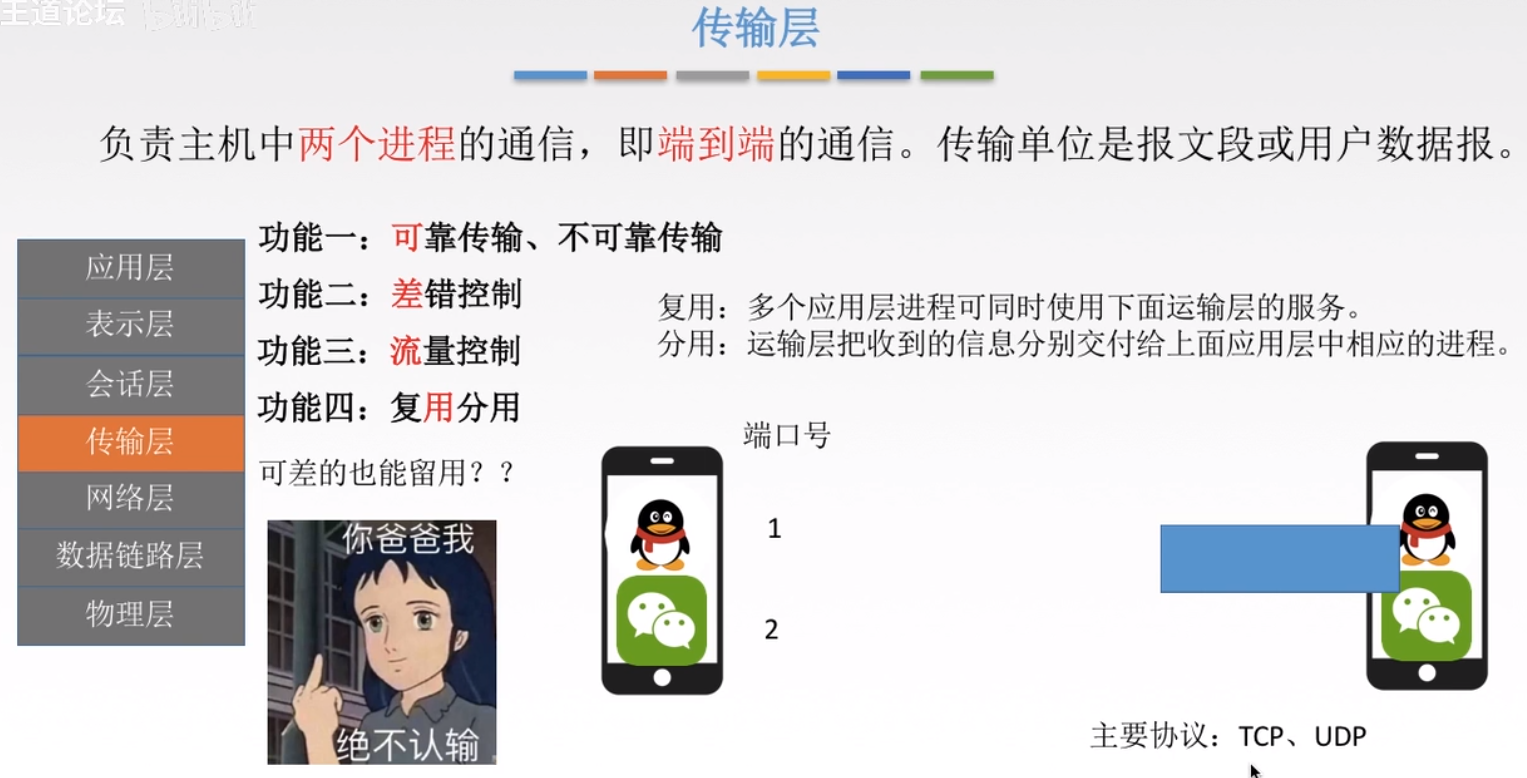 王道论坛 bilibili
传输层
负责主机中两个进程的通信，即端到端的通信。传输单位是报文段或用户数据报。
应用层
表示层
会话层
传输层
网络层
数据链路层
物理层
功能一：可靠传输、不可靠传输
功能二：差错控制
功能三：流量控制
功能四：复用分用
可差的也能留用？？
你爸爸我
绝不认输
复用：多个应用层进程可同时使用下面运输层的服务。
分用：运输层把收到的信息分别交付给上面应用层中相应的进程。
端口号
1
2
主要协议：TCP、UDP